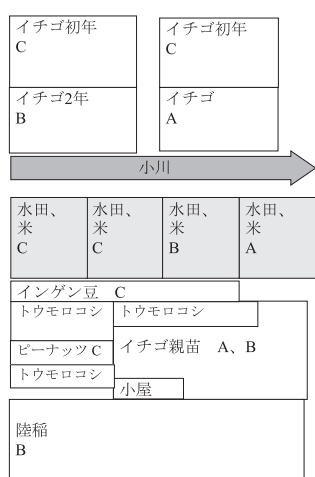 イチゴ初年
C
イチゴ初年
C
イチゴ2年
B
イチゴ
A
小川
水田、
米
C
水田、
米
C
水田、
米
B
水田、
米
A
インゲン豆 C
トウモロコシ
トウモロコシ
ピーナッツ C
イチゴ親苗 A、B
トウモロコシ
小屋
陸稲
B